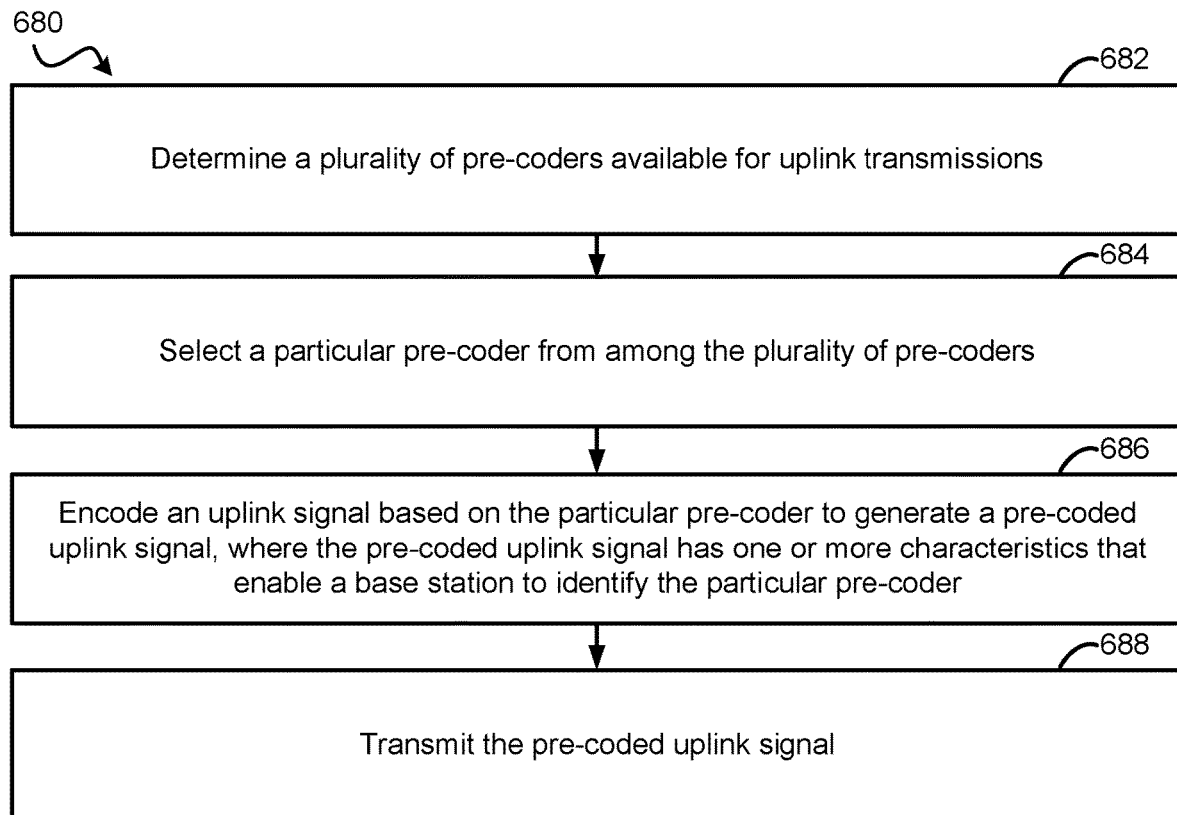 680
682
Determine a plurality of pre-coders available for uplink transmissions
684
Select a particular pre-coder from among the plurality of pre-coders
686
Encode an uplink signal based on the particular pre-coder to generate a pre-coded
uplink signal, where the pre-coded uplink signal has one or more characteristics that
enable a base station to identify the particular pre-coder
688
Transmit the pre-coded uplink signal